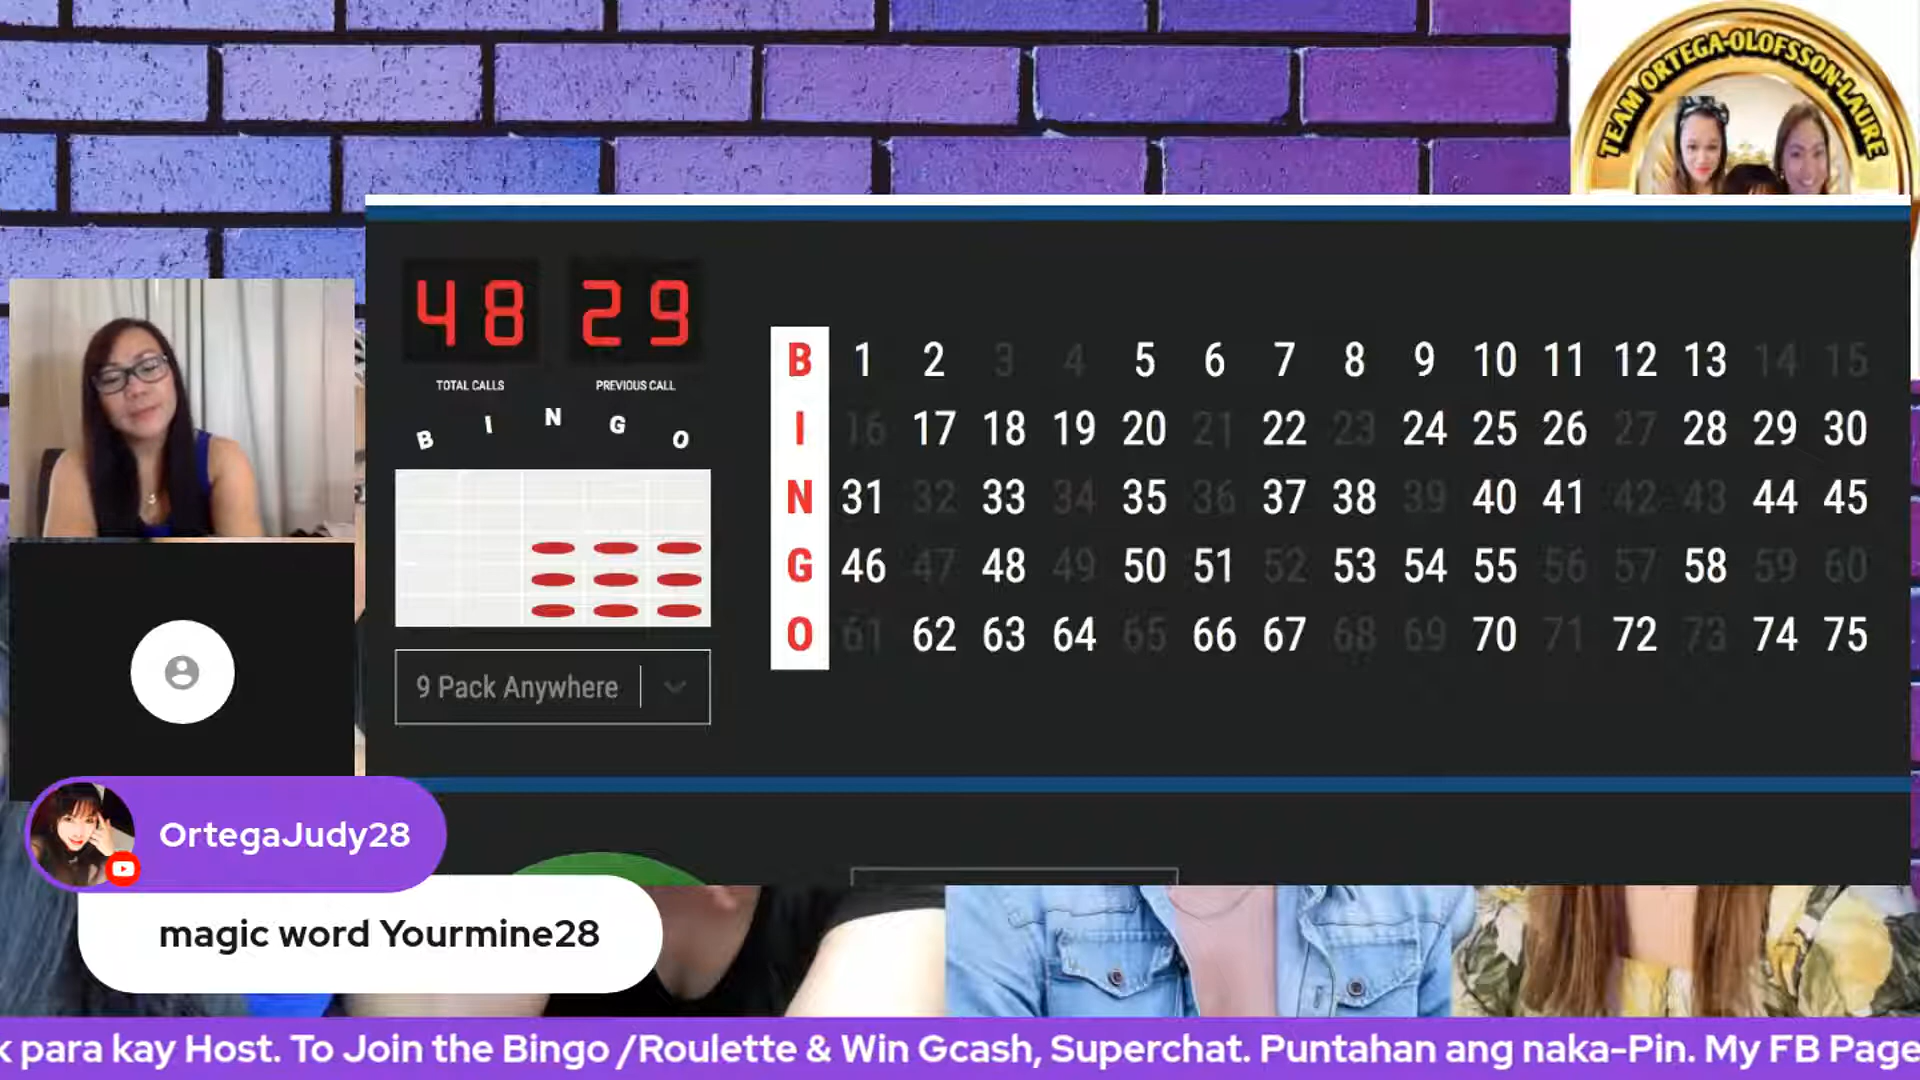 TEAM ORTEGA-OLOFSSON-LAURE
48 29
TOTAL CALLS PREVIOUS CALL
B I N G O
9 Pack Anywhere
B 1 2 3 4 5 6 7 8 9 10 11 12 13 14 15
I 16 17 18 19 20 21 22 23 24 25 26 27 28 29 30
N 31 32 33 34 35 36 37 38 39 40 41 42 43 44 45
G 46 47 48 49 50 51 52 53 54 55 56 57 58 59 60
O 61 62 63 64 65 66 67 68 69 70 71 72 73 74 75
OrtegaJudy28
magic word Yourmine28
k para kay Host. To Join the Bingo /Roulette & Win Gcash, Superchat. Puntahan ang naka-Pin. My FB Page